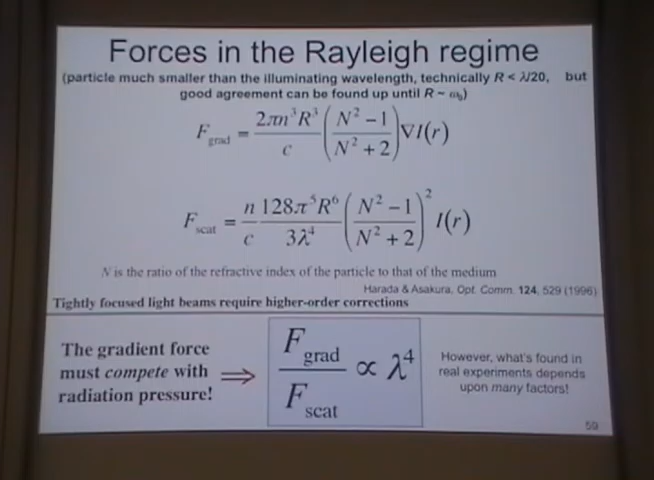 Forces in the Rayleigh regime
(particle much smaller than the illuminating wavelength, technically R < λ/20, but
good agreement can be found up until R ~ ω₀)
F_grad = 2πn³R³/c ((N² − 1)/(N² + 2)) ∇I(r)
F_scat = n/c 128π⁵R⁶/3λ⁴ ((N² − 1)/(N² + 2))² I(r)
N is the ratio of the refractive index of the particle to that of the medium
Harada & Asakura, Opt. Comm. 124, 529 (1996)
Tightly focused light beams require higher-order corrections
The gradient force
must compete with
radiation pressure!
⇒
F_grad/F_scat ∝ λ⁴
However, what's found in
real experiments depends
upon many factors!
59